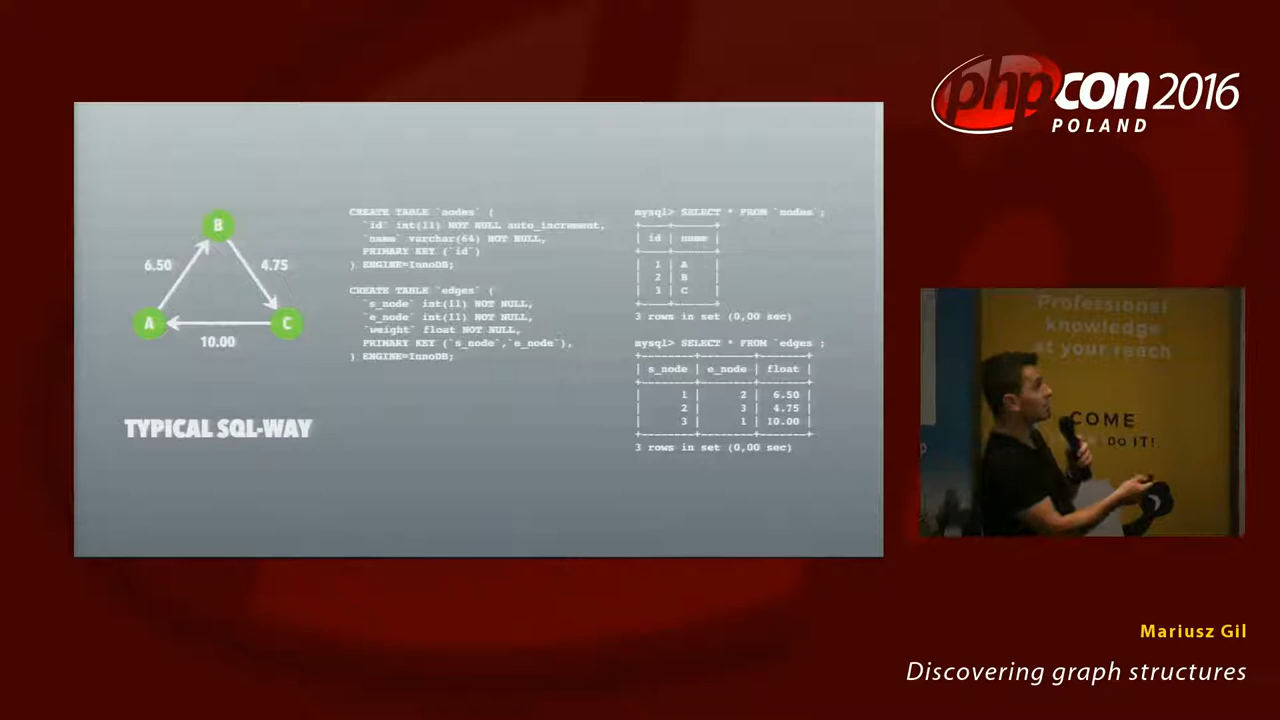 phpcon 2016
POLAND
B
6.50
4.75
A
C
10.00
TYPICAL SQL-WAY
CREATE TABLE `nodes` (
`id` int(11) NOT NULL auto_increment,
`name` varchar(64) NOT NULL,
PRIMARY KEY (`id`)
) ENGINE=InnoDB;
CREATE TABLE `edges` (
`s_node` int(11) NOT NULL,
`e_node` int(11) NOT NULL,
`weight` float NOT NULL,
PRIMARY KEY (`s_node`,`e_node`),
) ENGINE=InnoDB;
mysql> SELECT * FROM `nodes`;
+----+------+
| id | name |
+----+------+
| 1 | A |
| 2 | B |
| 3 | C |
+----+------+
3 rows in set (0,00 sec)
mysql> SELECT * FROM `edges ;
+--------+--------+-------+
| s_node | e_node | float |
+--------+--------+-------+
| 1 | 2 | 6.50 |
| 2 | 3 | 4.75 |
| 3 | 1 | 10.00 |
+--------+--------+-------+
3 rows in set (0,00 sec)
Professional
knowledge
at your reach
COME
DO IT!
Mariusz Gil
Discovering graph structures